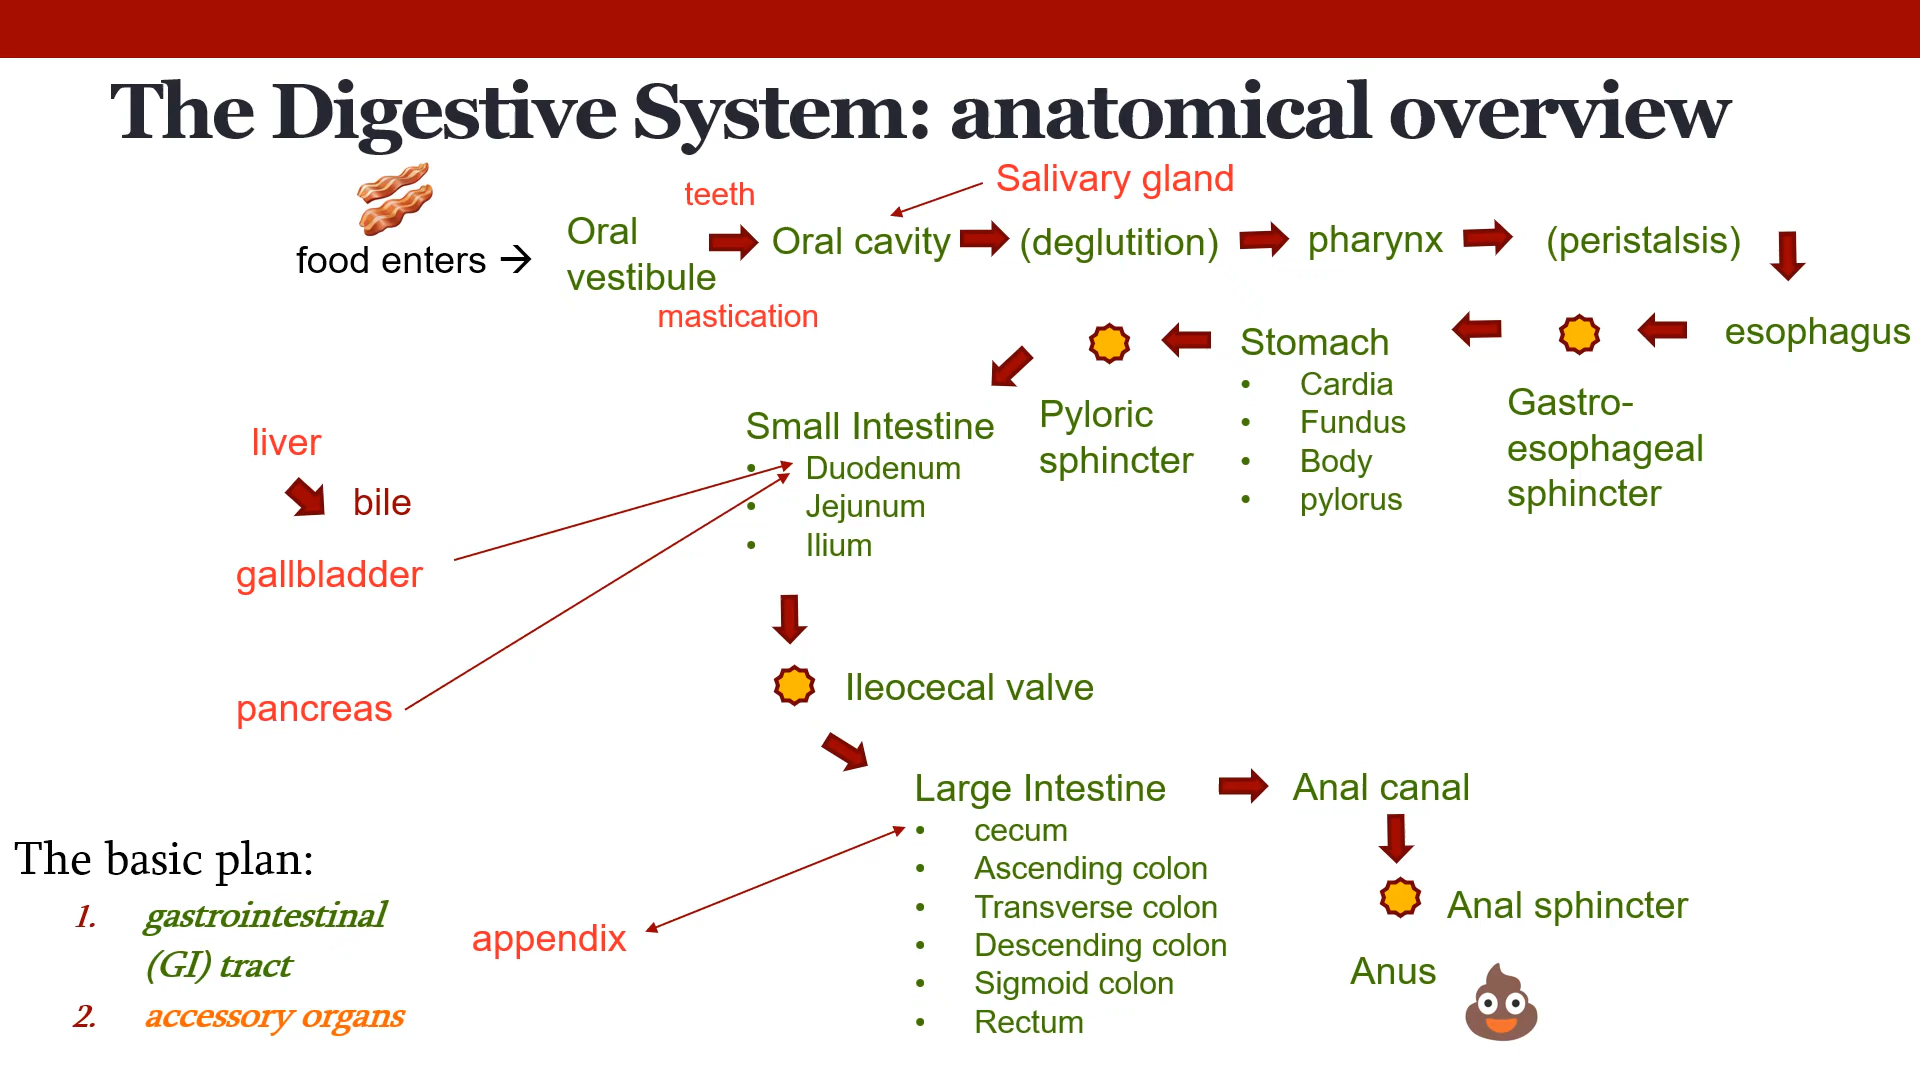 The Digestive System: anatomical overview
Salivary gland
teeth
food enters →
Oral
vestibule
mastication
Oral cavity
(deglutition)
pharynx
(peristalsis)
esophagus
Gastro-
esophageal
sphincter
Stomach
• Cardia
• Fundus
• Body
• pylorus
Pyloric
sphincter
Small Intestine
• Duodenum
• Jejunum
• Ilium
liver
bile
gallbladder
pancreas
Ileocecal valve
Large Intestine
• cecum
• Ascending colon
• Transverse colon
• Descending colon
• Sigmoid colon
• Rectum
appendix
Anal canal
Anal sphincter
Anus
The basic plan:
1. gastrointestinal
(GI) tract
2. accessory organs